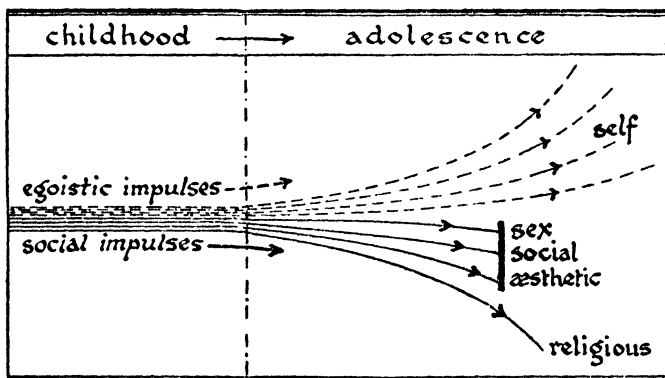 childhood adolescence
self
egoistic impulses
social impulses
sex
social
æsthetic
religious